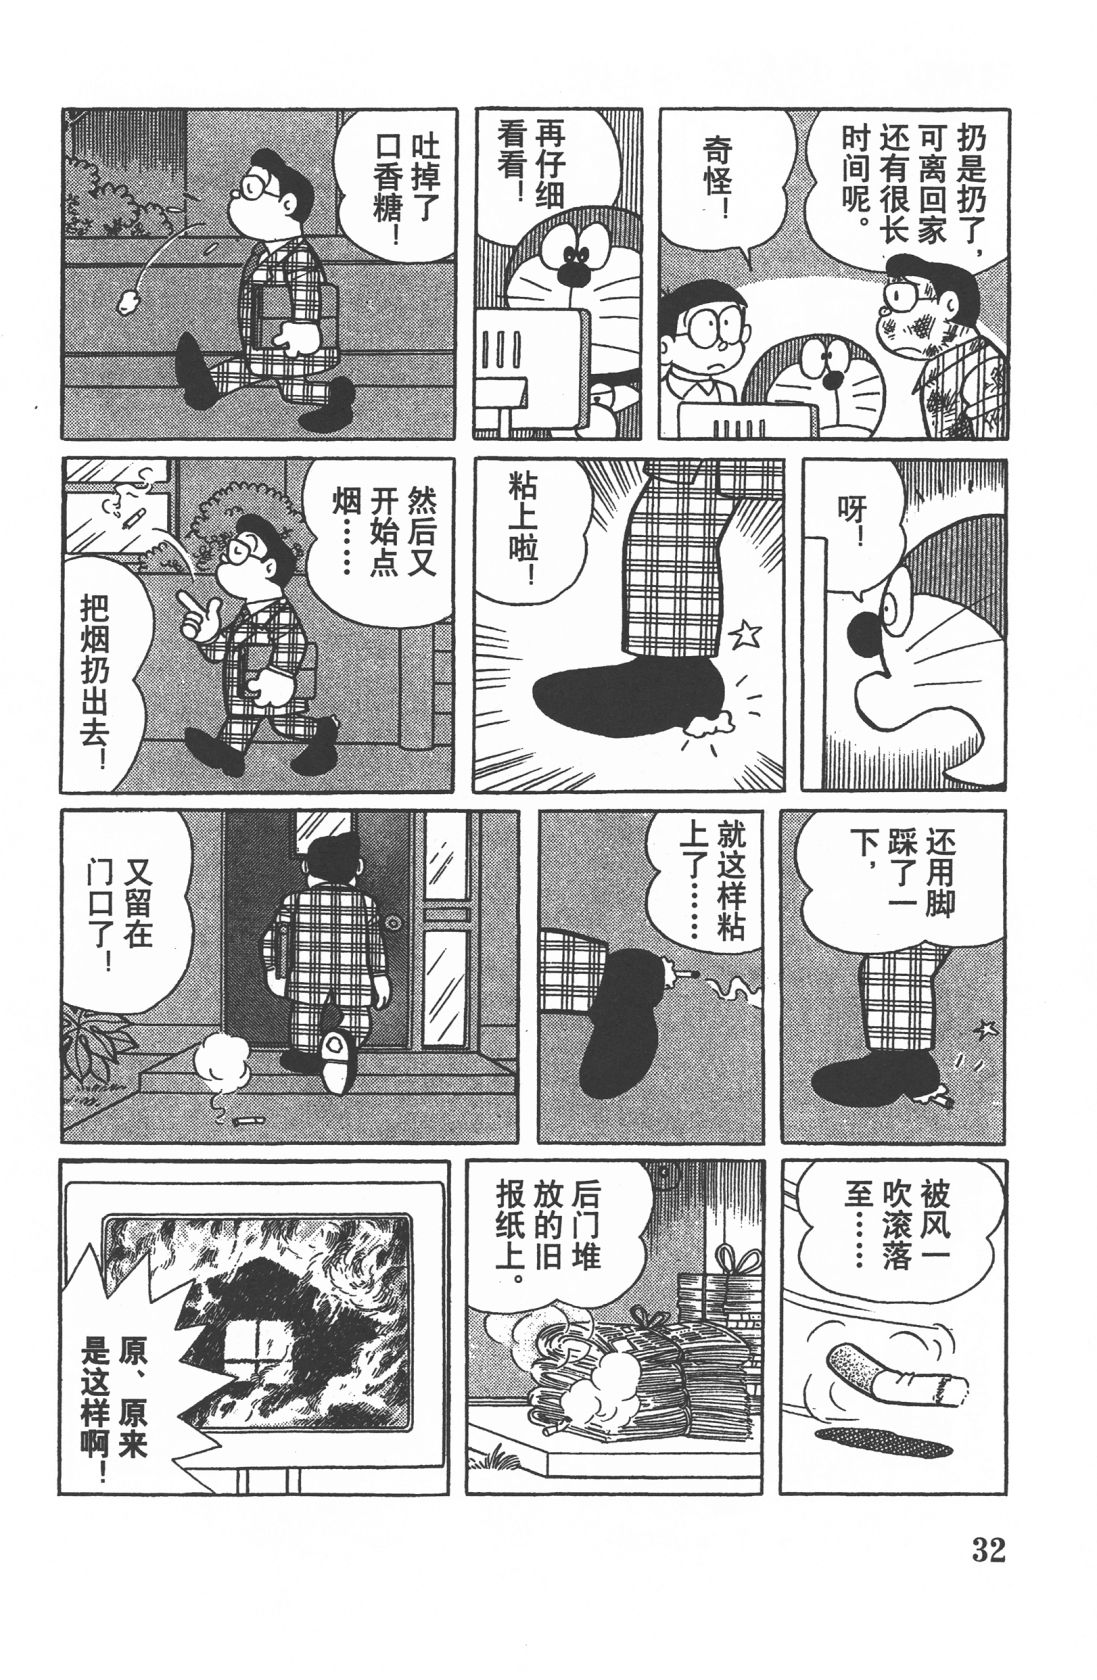 扔是扔了，
可离回家
还有很长
时间呢。
奇怪！
再仔细
看看！
吐掉了
口香糖！
呀！
粘上啦！
然后又
开始点
烟……
把烟扔出去！
还用脚
踩了一
下，
就这样粘
上了……
又留在
门口了！
被风一
吹滚落
至……
后门堆
放的旧
报纸上。
原、原来
是这样啊！
32